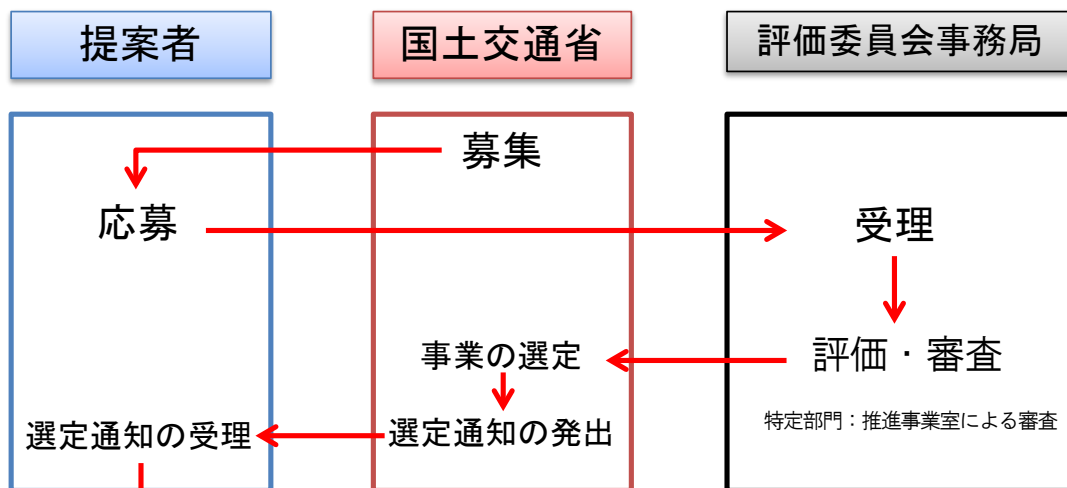 提案者
国土交通省
評価委員会事務局
募集
応募
受理
評価・審査
事業の選定
特定部門：推進事業室による審査
選定通知の発出
選定通知の受理